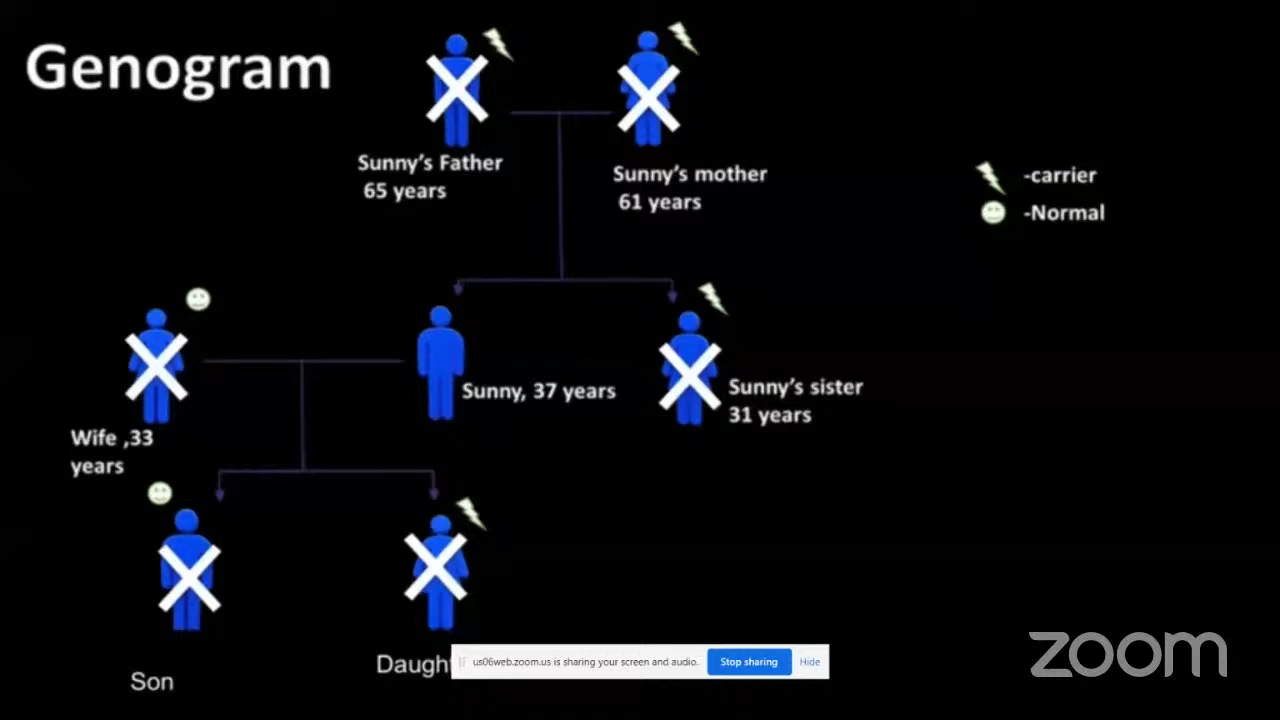 Genogram
Sunny's Father
65 years
Sunny's mother
61 years
-carrier
-Normal
Wife ,33
years
Sunny, 37 years
Sunny's sister
31 years
Son
Daught
us06web.zoom.us is sharing your screen and audio.
Stop sharing
Hide
zoom